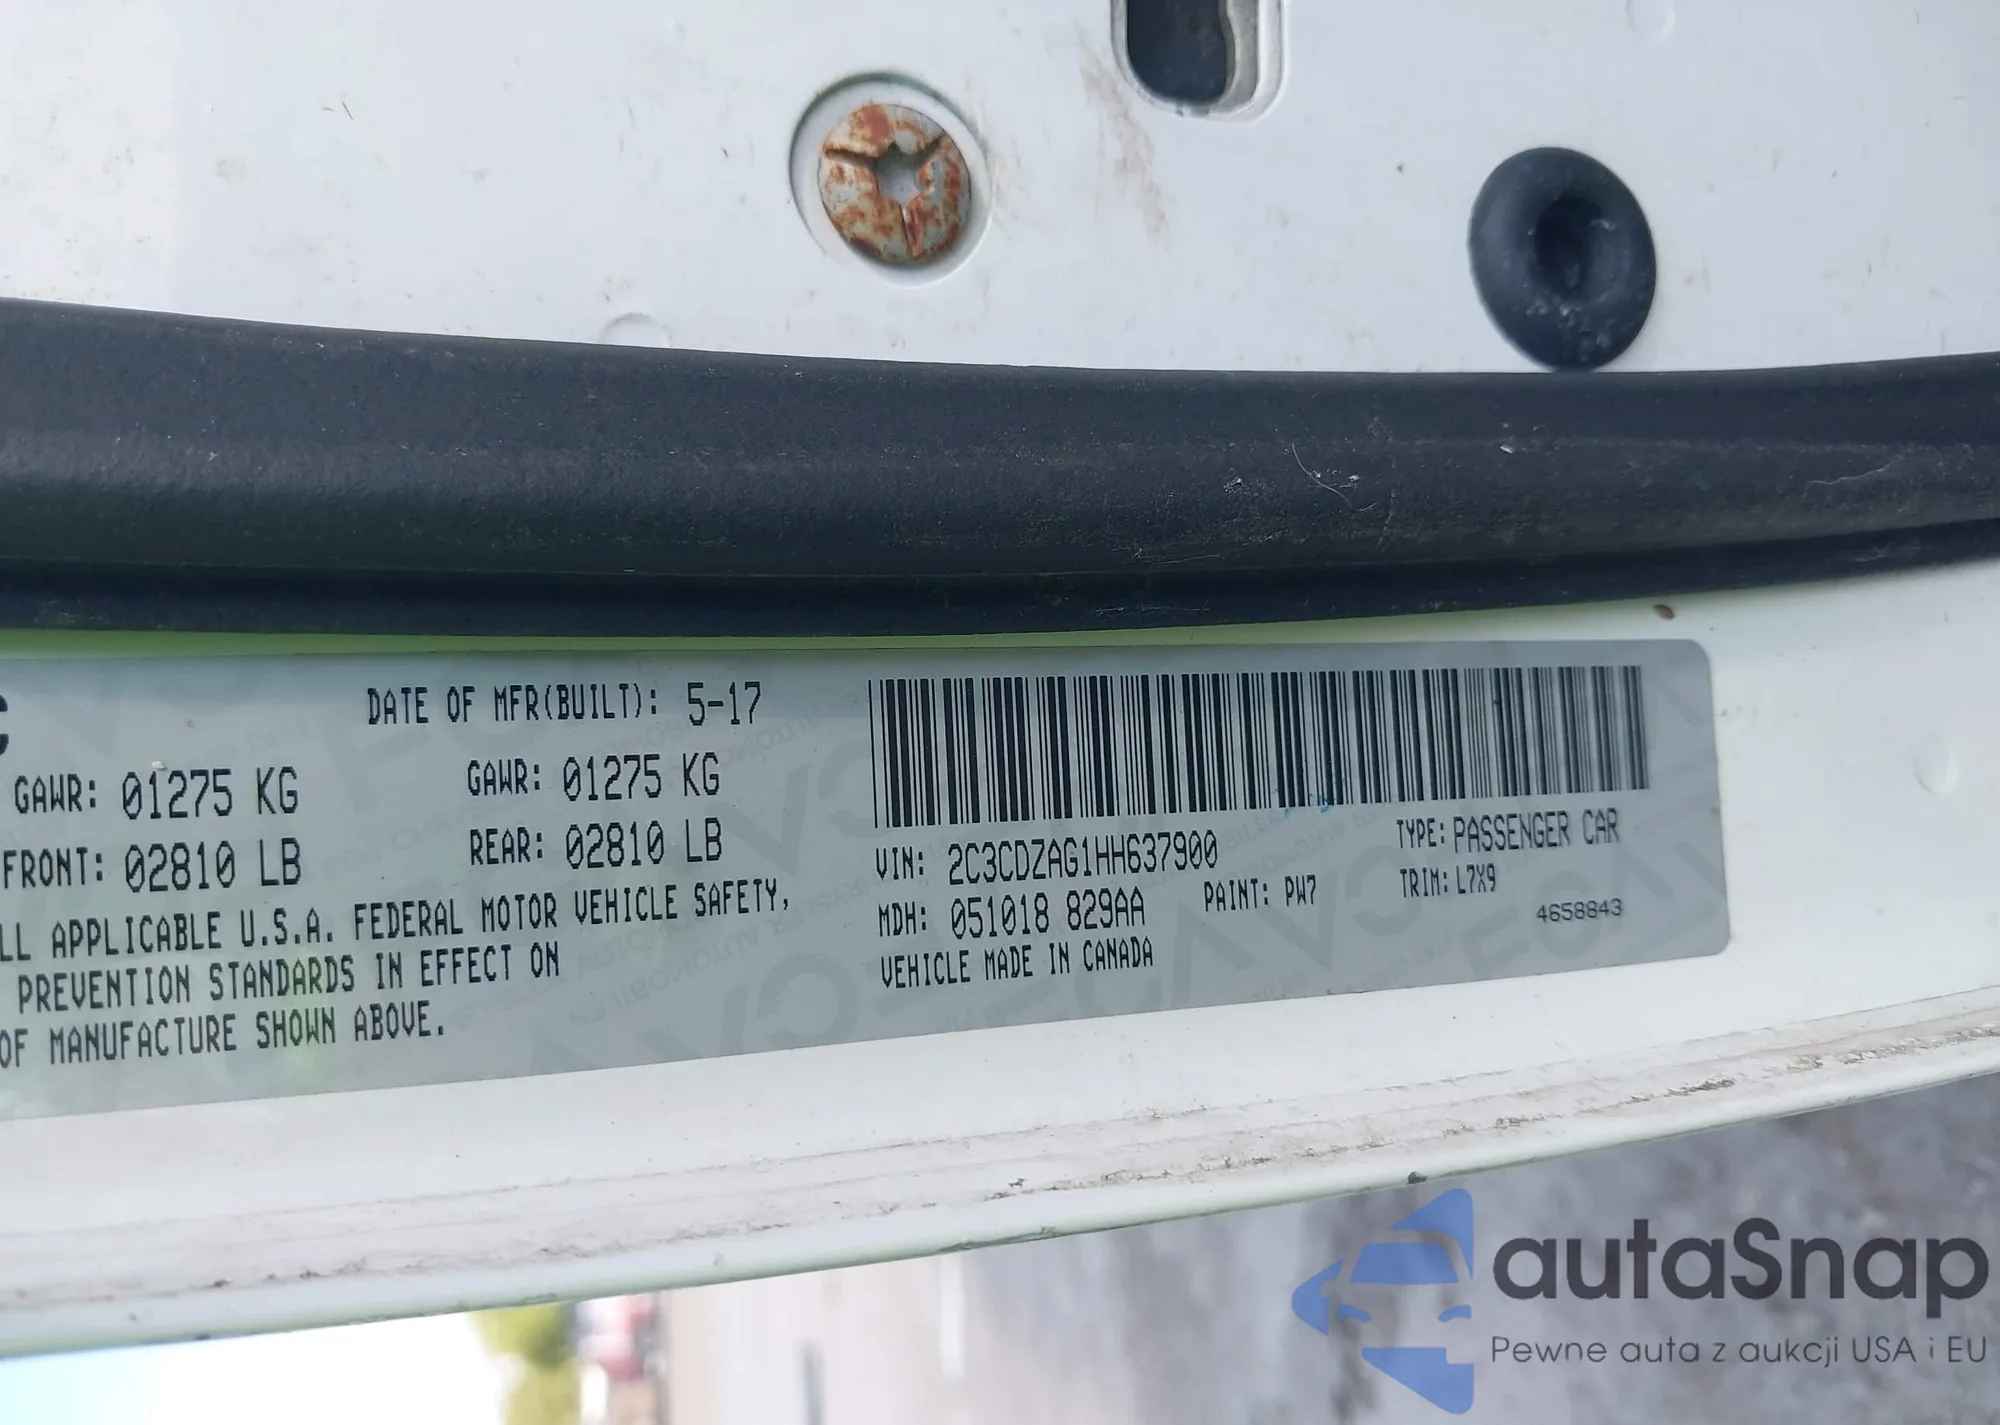 DATE OF MFR(BUILT): 5-17
GAWR: 01275 KG GAWR: 01275 KG
FRONT: 02810 LB REAR: 02810 LB
LL APPLICABLE U.S.A. FEDERAL MOTOR VEHICLE SAFETY,
PREVENTION STANDARDS IN EFFECT ON
OF MANUFACTURE SHOWN ABOVE.
VIN: 2C3CDZAG1HH637900 TYPE: PASSENGER CAR
MDH: 051018 829AA PAINT: PW7 TRIM: L7X9
VEHICLE MADE IN CANADA 4658843
autaSnap
Pewne auta z aukcji USA i EU